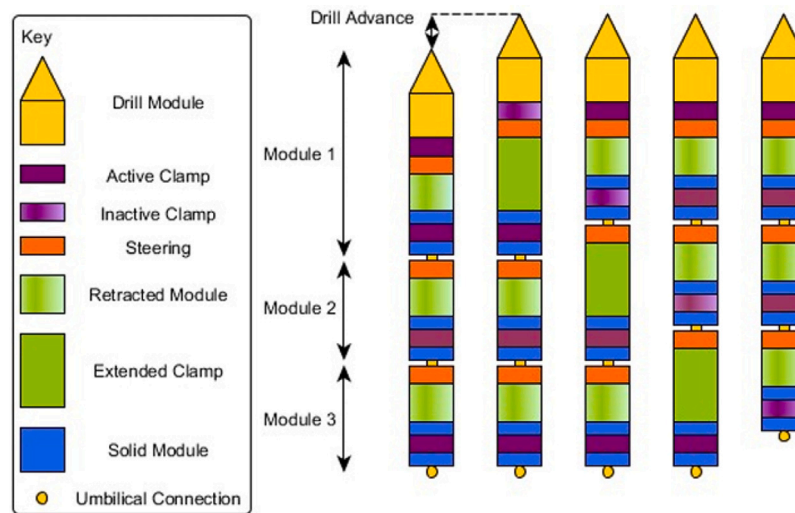 Key
Drill Module
Active Clamp
Inactive Clamp
Steering
Retracted Module
Extended Clamp
Solid Module
Umbilical Connection
Drill Advance
Module 1
Module 2
Module 3